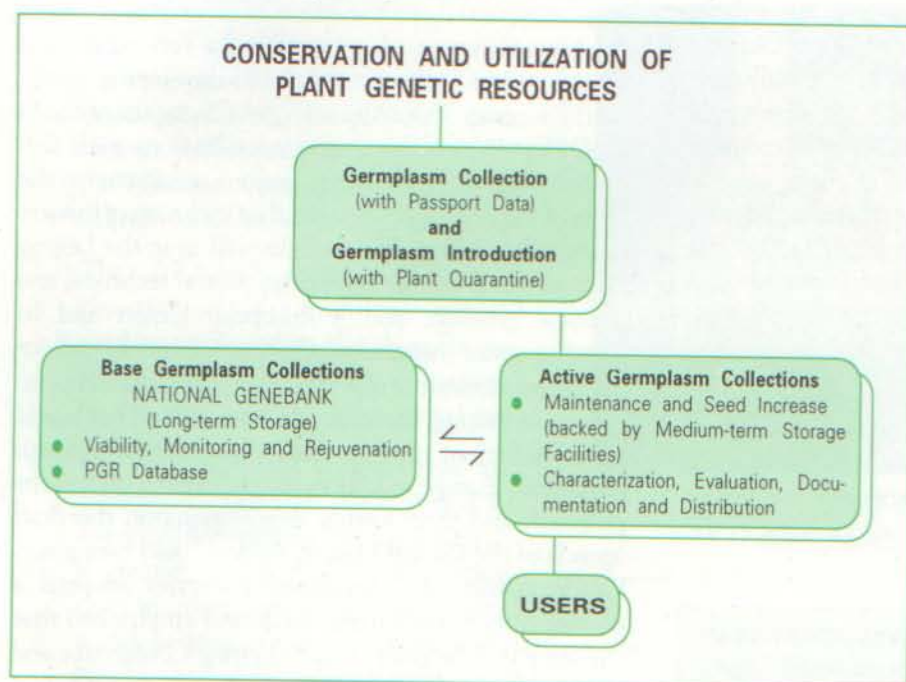 CONSERVATION AND UTILIZATION OF
PLANT GENETIC RESOURCES
Germplasm Collection
(with Passport Data)
and
Germplasm Introduction
(with Plant Quarantine)
Base Germplasm Collections
NATIONAL GENEBANK
(Long-term Storage)
● Viability, Monitoring and Rejuvenation
● PGR Database
Active Germplasm Collections
● Maintenance and Seed Increase
(backed by Medium-term Storage
Facilities)
● Characterization, Evaluation, Docu-
mentation and Distribution
USERS